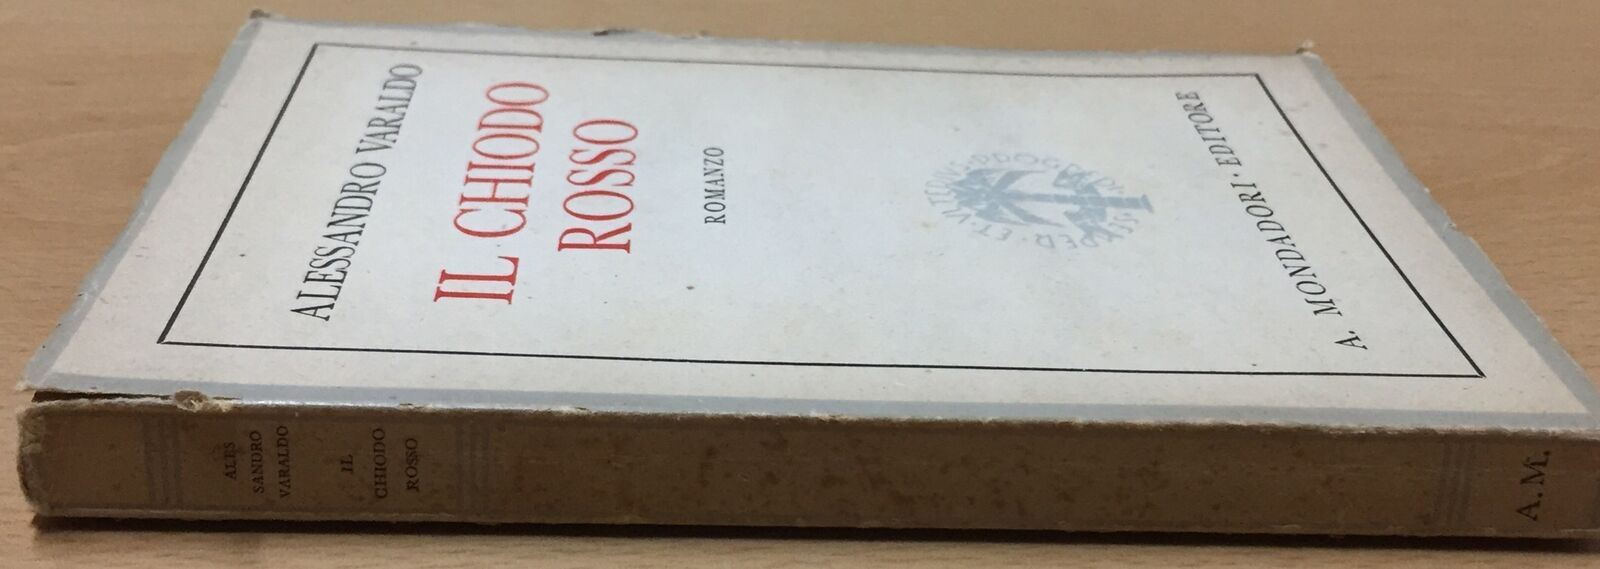 ALESSANDRO VARALDO
IL CHIODO
ROSSO
ROMANZO
A. MONDADORI · EDITORE
ALES
SANDRO
VARALDO
IL
CHIODO
ROSSO
A. M.